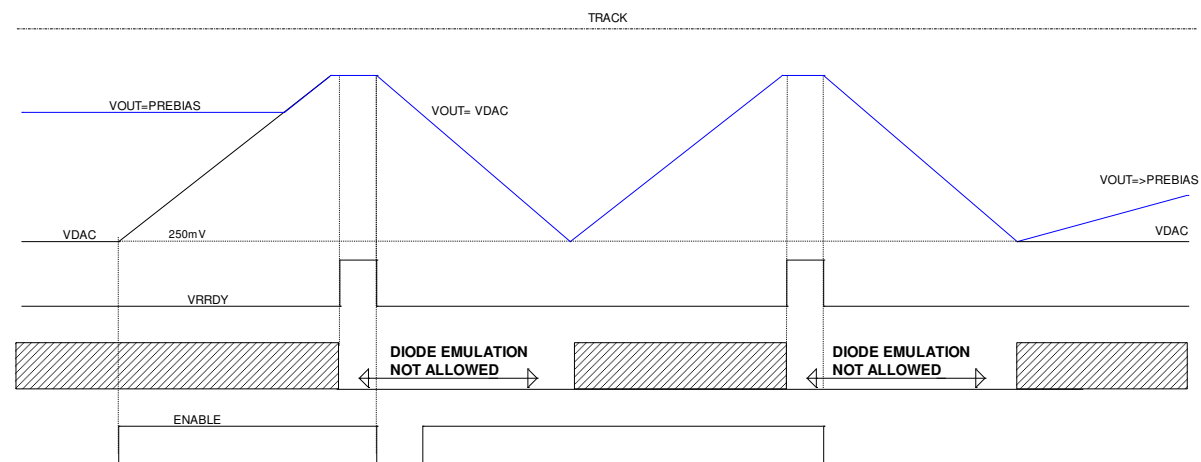 TRACK
VOUT=PREBIAS
VOUT= VDAC
VOUT=>PREBIAS
VDAC
250mV
VDAC
VRRDY
DIODE EMULATION
NOT ALLOWED
DIODE EMULATION
NOT ALLOWED
ENABLE